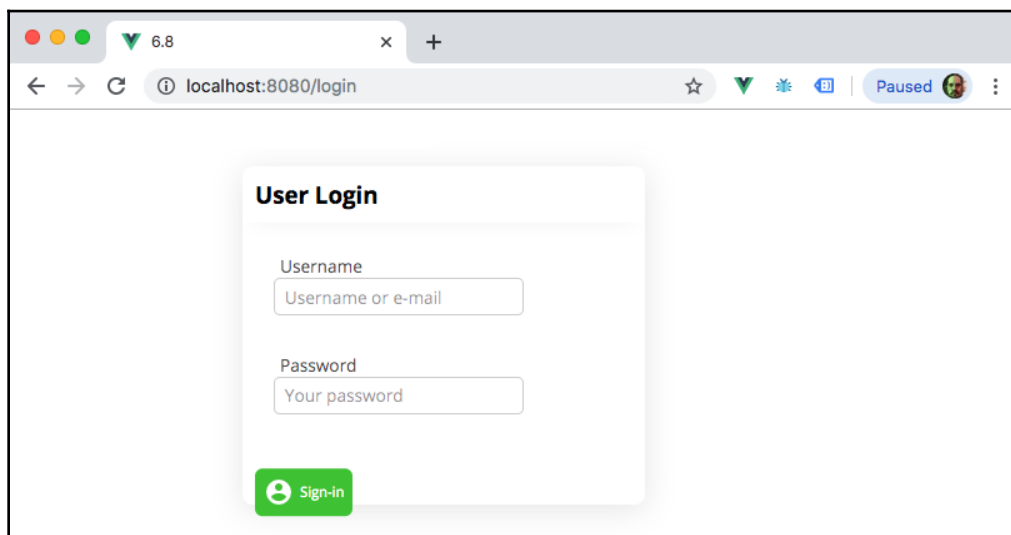 6.8
localhost:8080/login
Paused
User Login
Username
Username or e-mail
Password
Your password
Sign-in